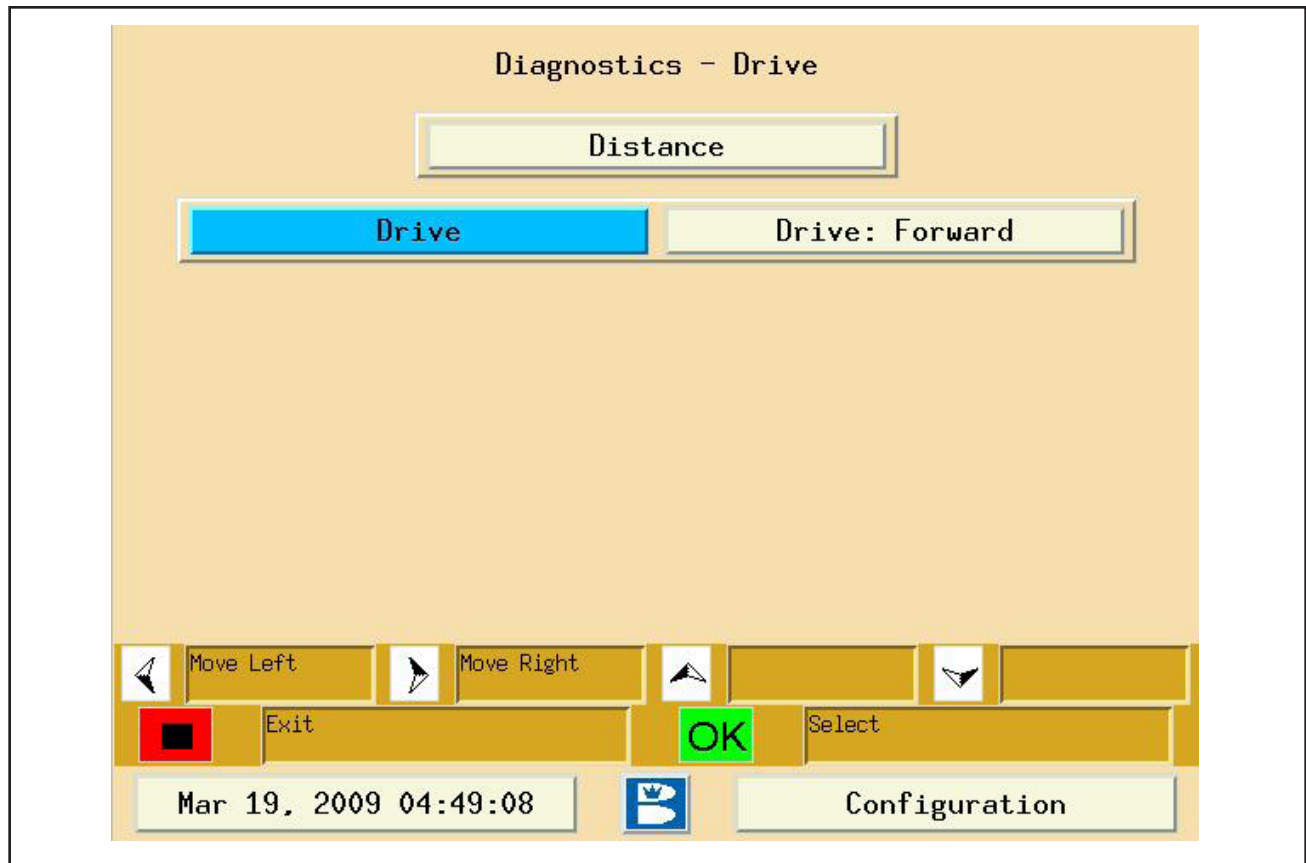 Diagnostics - Drive
Distance
Drive
Drive: Forward
Move Left
Move Right
Exit
OK
Select
Mar 19, 2009 04:49:08
Configuration